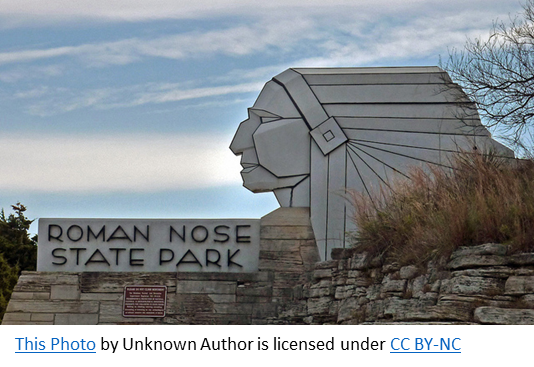 ROMAN NOSE
STATE PARK
This Photo by Unknown Author is licensed under CC BY-NC